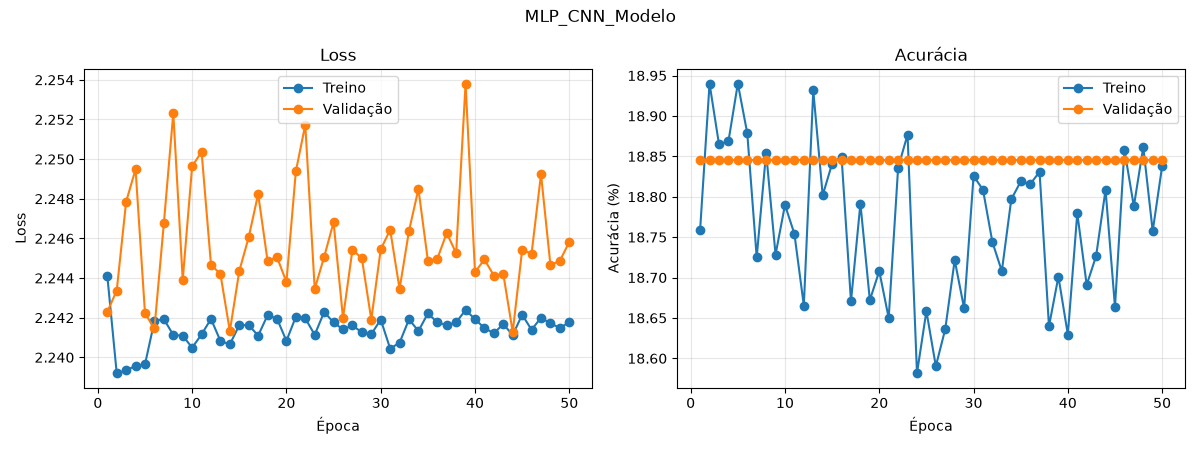 MLP_CNN_Modelo
Loss
Treino
Validação
2.254
2.252
2.250
2.248
2.246
2.244
2.242
2.240
Loss
0
10
20
30
40
50
Época
Acurácia
Treino
Validação
18.95
18.90
18.85
18.80
18.75
18.70
18.65
18.60
Acurácia (%)
0
10
20
30
40
50
Época